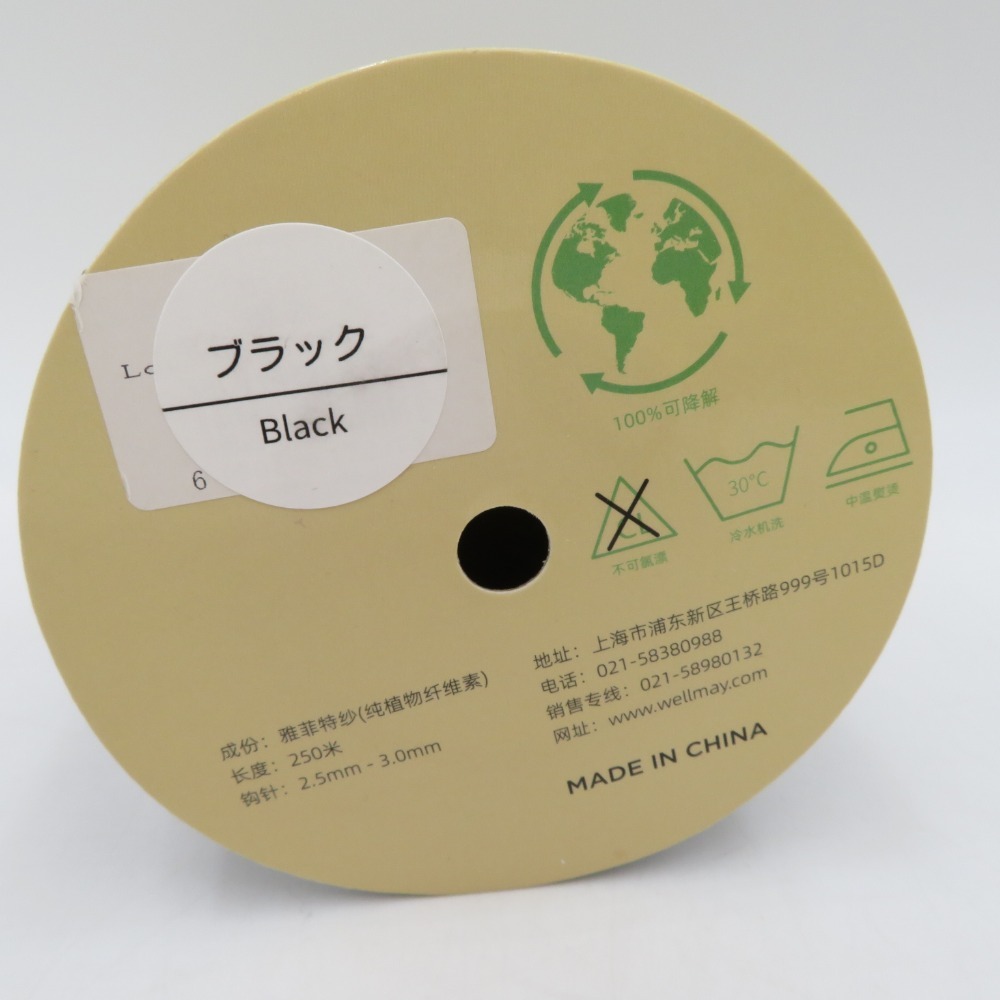 ブラック
Black
6
100%可降解
CL
30°C
不可氯漂
冷水机洗
中温熨烫
地址：上海市浦东新区王桥路999号1015D
电话：021-58380988
销售专线：021-58980132
网址：www.wellmay.com
MADE IN CHINA
成份：雅菲特纱(纯植物纤维素)
长度：250米
钩针：2.5mm - 3.0mm